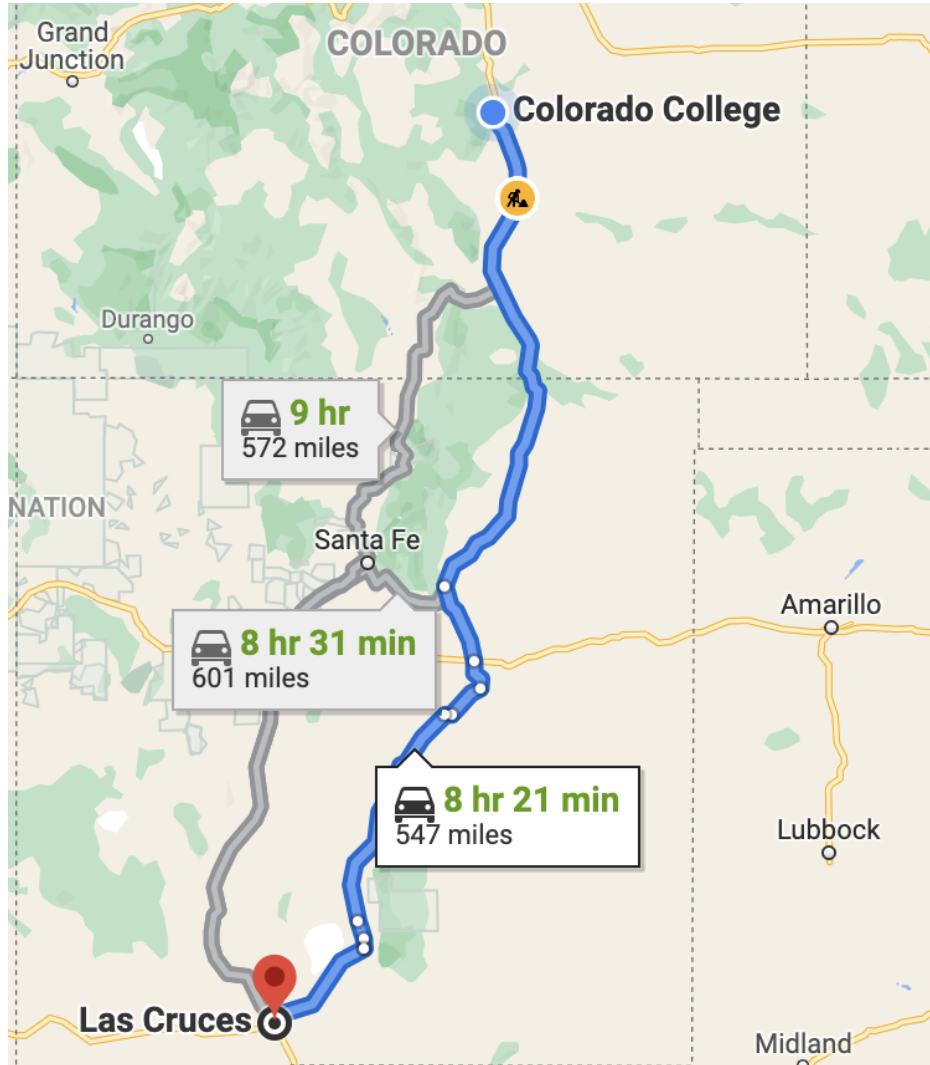 Grand
Junction
COLORADO
Colorado College
Durango
9 hr
572 miles
NATION
Santa Fe
Amarillo
8 hr 31 min
601 miles
8 hr 21 min
547 miles
Lubbock
Las Cruces
Midland